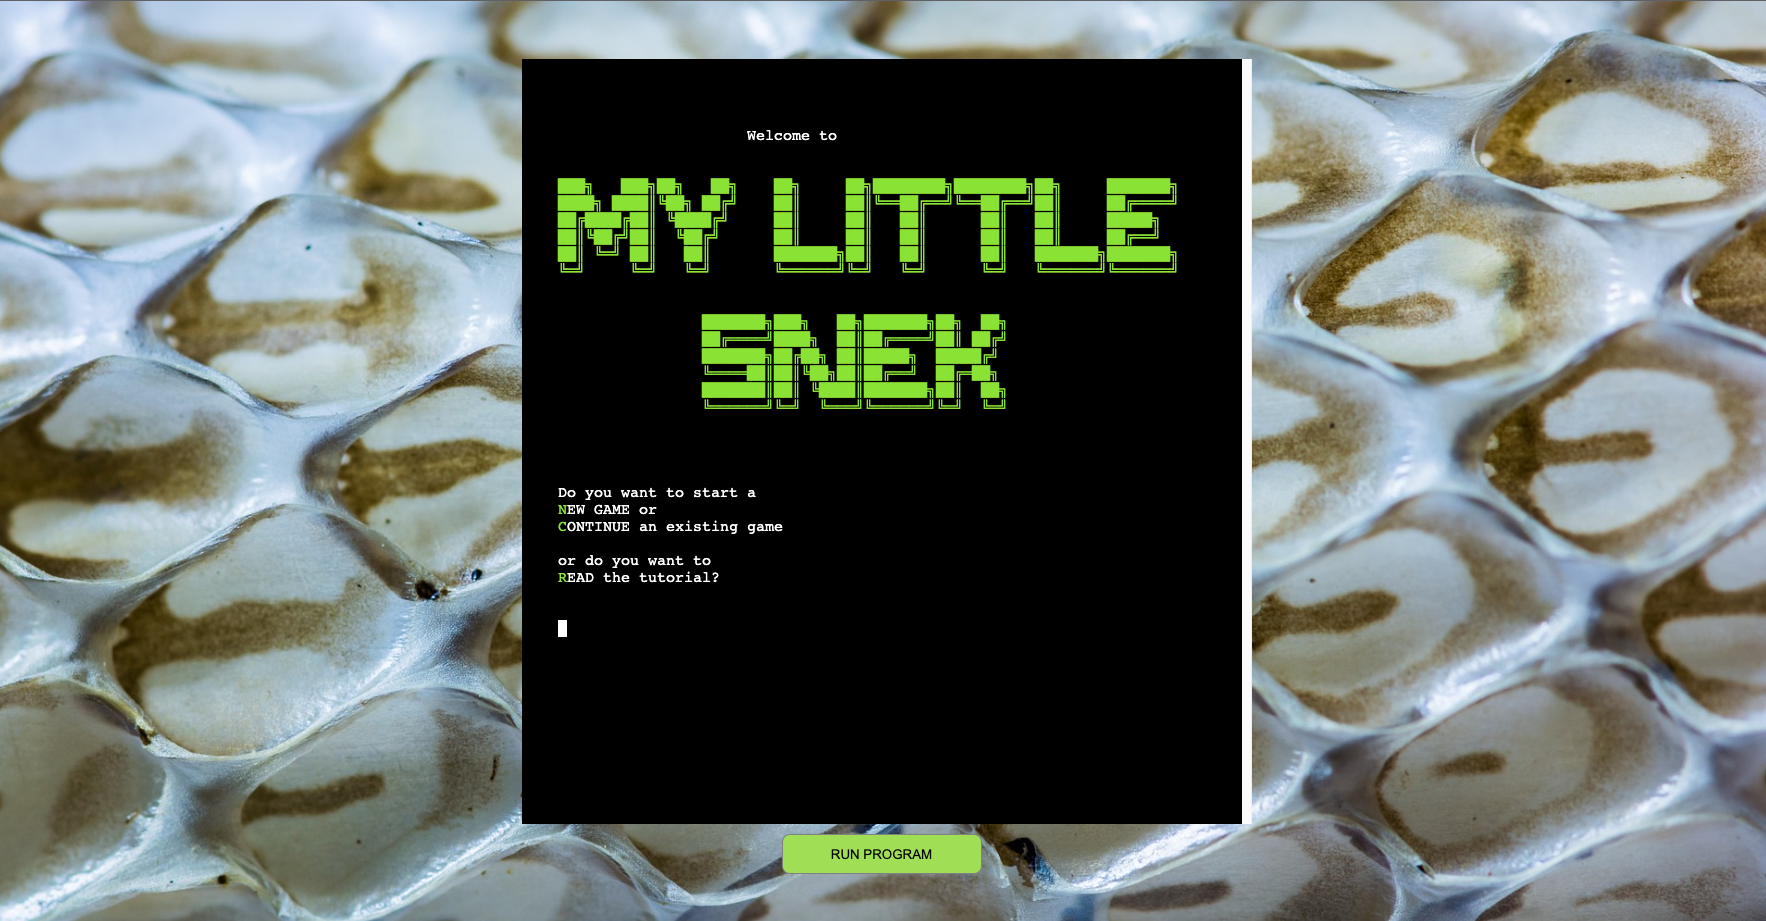 Welcome to
MY LITTLE
SNEK
Do you want to start a
NEW GAME or
CONTINUE an existing game
or do you want to
READ the tutorial?
RUN PROGRAM